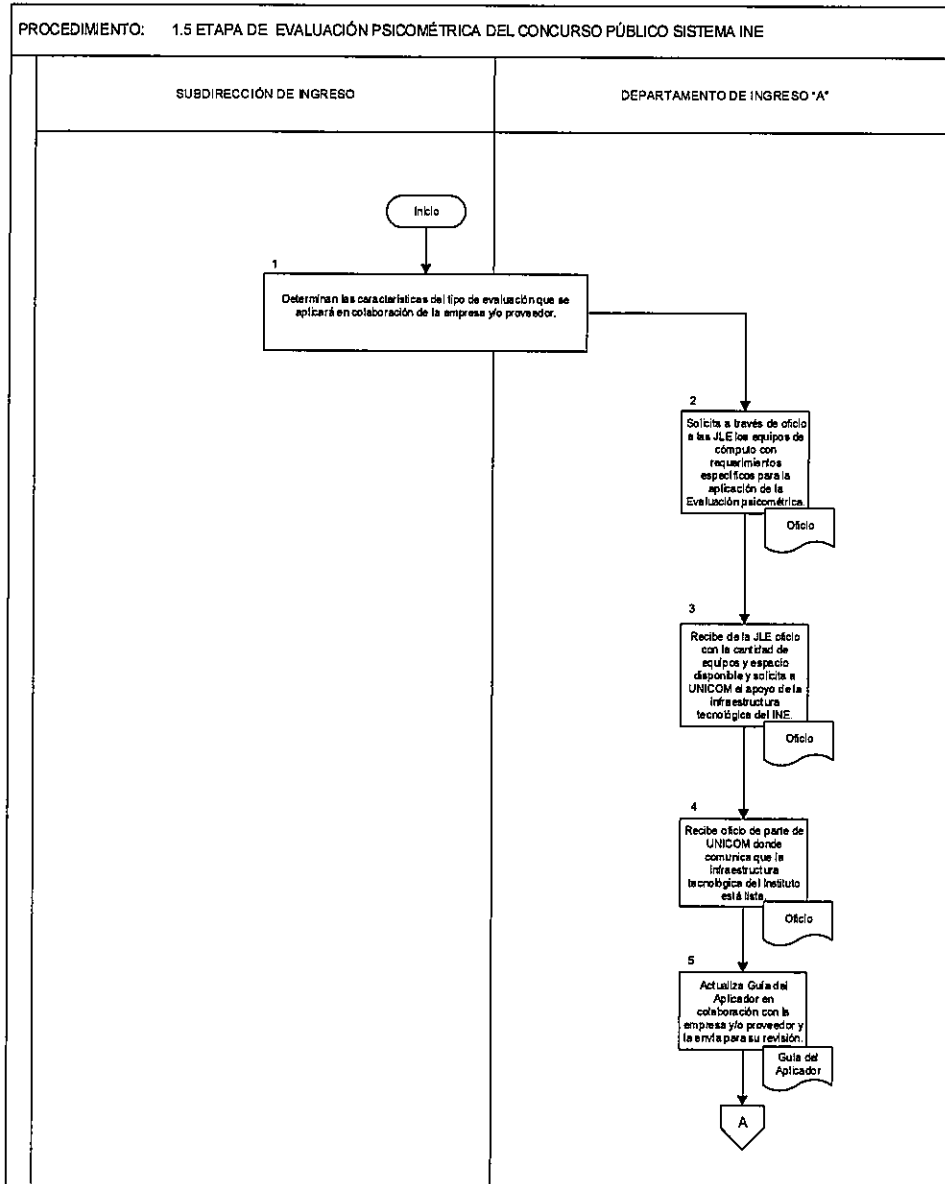 PROCEDIMIENTO: 1.5 ETAPA DE EVALUACIÓN PSICOMÉTRICA DEL CONCURSO PÚBLICO SISTEMA INE
SUBDIRECCIÓN DE INGRESO
DEPARTAMENTO DE INGRESO "A"
Inicio
1
Determinan las características del tipo de evaluación que se
aplicará en colaboración de la empresa y/o proveedor.
2
Solicita a través de oficio
a las JLE los equipos de
cómputo con
requerimientos
específicos para la
aplicación de la
Evaluación psicométrica.
Oficio
3
Recibe de la JLE oficio
con la cantidad de
equipos y espacio
disponible y solicita a
UNICOM el apoyo de la
infraestructura
tecnológica del INE.
Oficio
4
Recibe oficio de parte de
UNICOM donde
comunica que la
infraestructura
tecnológica del Instituto
está lista.
Oficio
5
Actualiza Guía del
Aplicador en
colaboración con la
empresa y/o proveedor y
la envía para su revisión.
Guía del
Aplicador
A